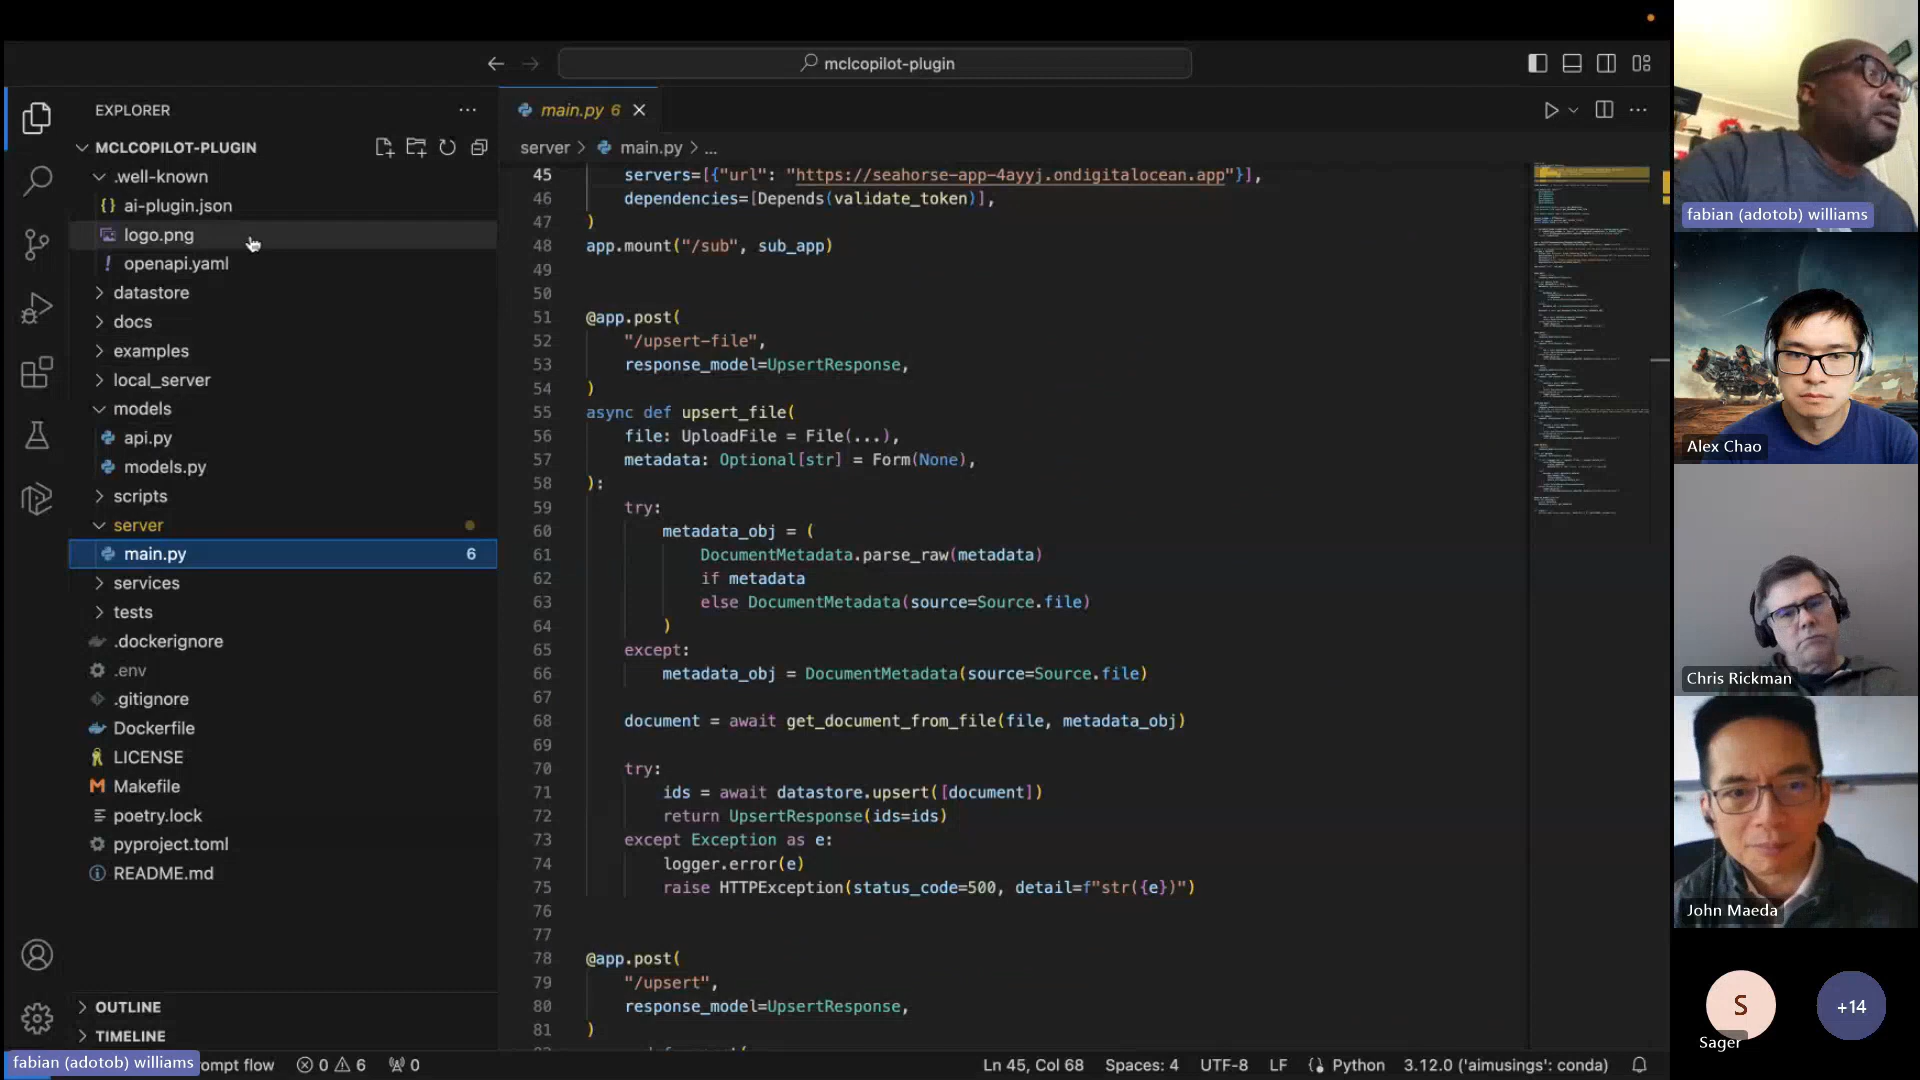 mclcopilot-plugin
EXPLORER
MCLCOPILOT-PLUGIN
.well-known
{} ai-plugin.json
logo.png
! openapi.yaml
datastore
docs
examples
local_server
models
api.py
models.py
scripts
server
main.py 6
services
tests
.dockerignore
.env
.gitignore
Dockerfile
LICENSE
Makefile
poetry.lock
pyproject.toml
README.md
OUTLINE
TIMELINE
main.py 6
server > main.py > ...
45 servers=[{"url": "https://seahorse-app-4ayyj.ondigitalocean.app"}],
46 dependencies=[Depends(validate_token)],
47 )
48 app.mount("/sub", sub_app)
49
50
51 @app.post(
52 "/upsert-file",
53 response_model=UpsertResponse,
54 )
55 async def upsert_file(
56 file: UploadFile = File(...),
57 metadata: Optional[str] = Form(None),
58 ):
59 try:
60 metadata_obj = (
61 DocumentMetadata.parse_raw(metadata)
62 if metadata
63 else DocumentMetadata(source=Source.file)
64 )
65 except:
66 metadata_obj = DocumentMetadata(source=Source.file)
67
68 document = await get_document_from_file(file, metadata_obj)
69
70 try:
71 ids = await datastore.upsert([document])
72 return UpsertResponse(ids=ids)
73 except Exception as e:
74 logger.error(e)
75 raise HTTPException(status_code=500, detail=f"str({e})")
76
77
78 @app.post(
79 "/upsert",
80 response_model=UpsertResponse,
81 )
fabian (adotob) williams
ompt flow
0 6 0
Ln 45, Col 68
Spaces: 4
UTF-8
LF
Python
3.12.0 ('aimusings': conda)
fabian (adotob) williams
Alex Chao
Chris Rickman
John Maeda
S
Sager
+14